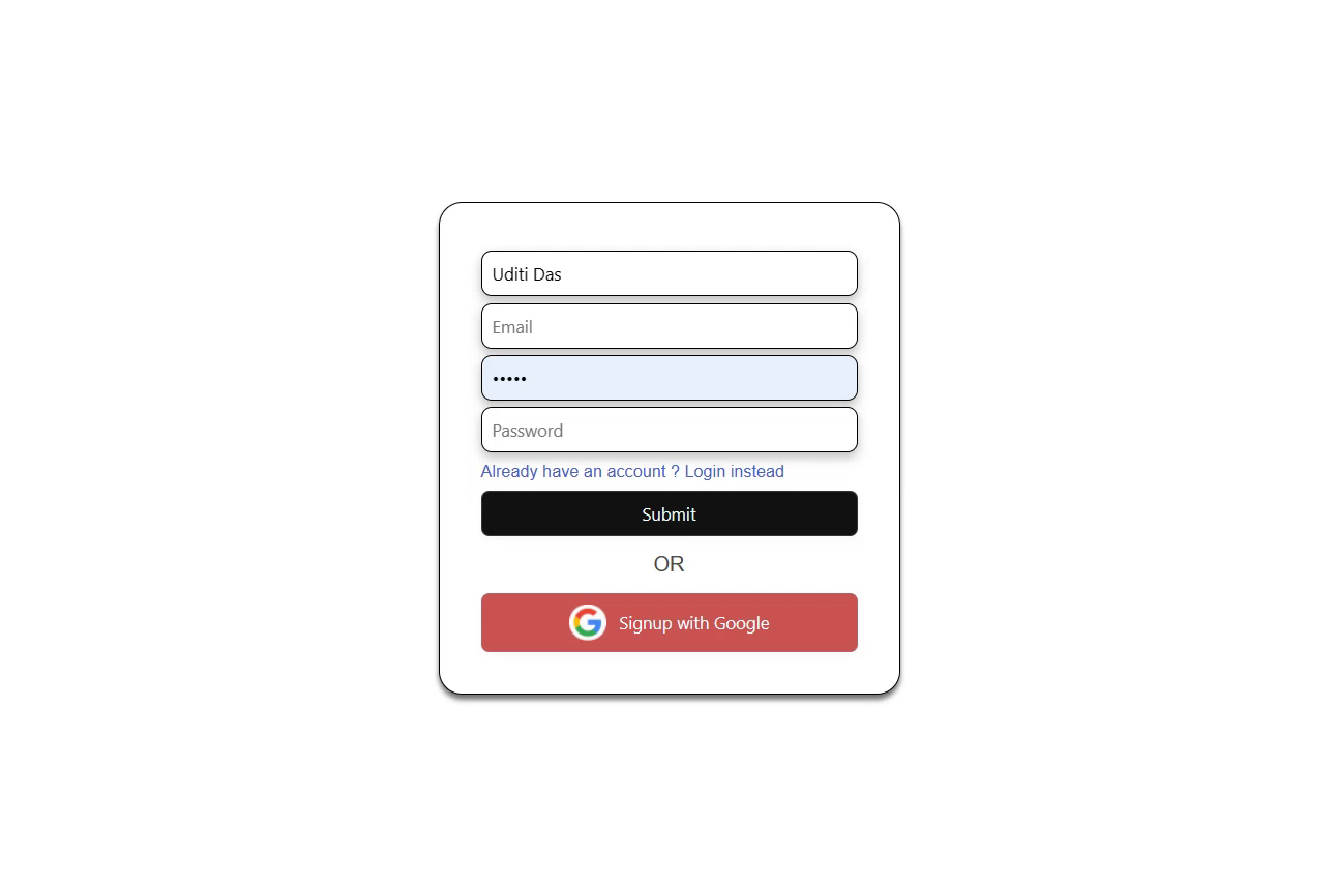 Uditi Das
Email
•••••
Password
Already have an account ? Login instead
Submit
OR
Signup with Google